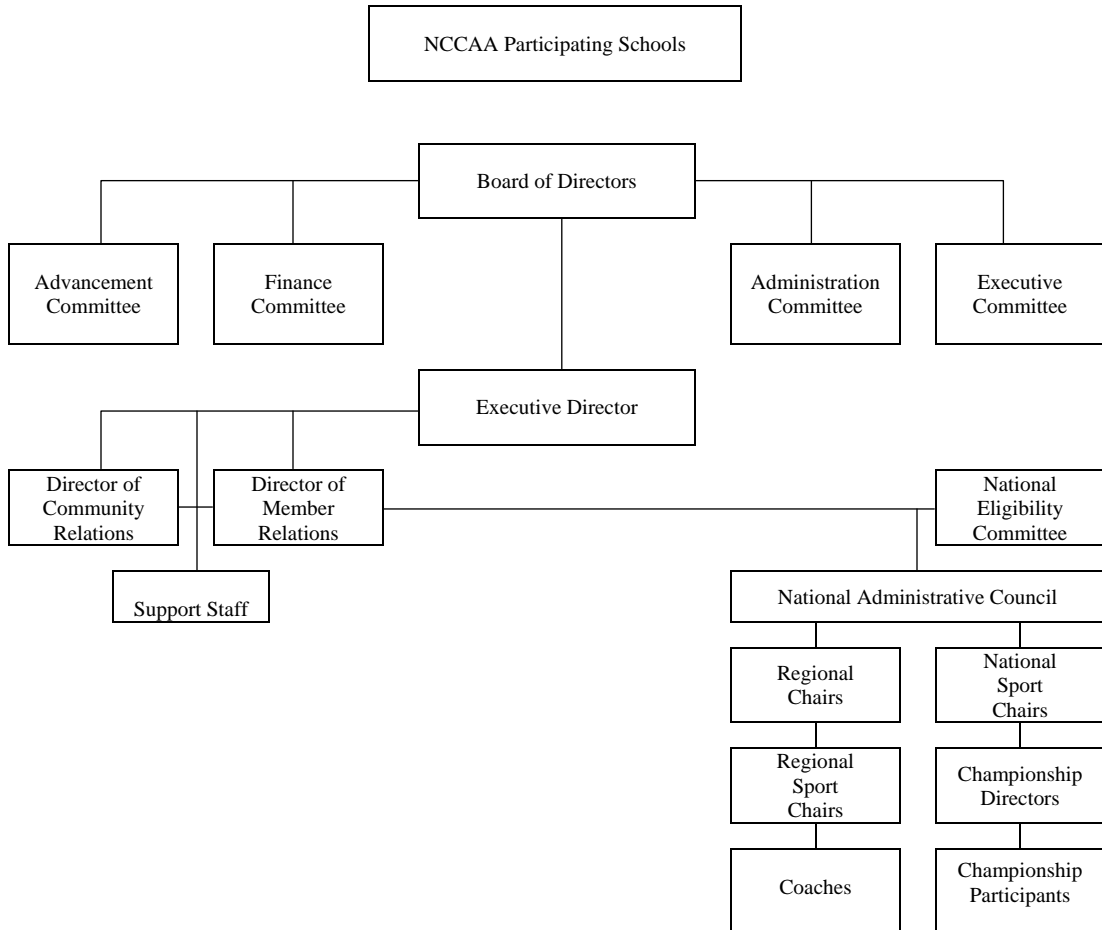 NCCAA Participating Schools
Board of Directors
Advancement
Committee
Finance
Committee
Administration
Committee
Executive
Committee
Executive Director
Director of
Community
Relations
Director of
Member
Relations
National
Eligibility
Committee
Support Staff
National Administrative Council
Regional
Chairs
National
Sport
Chairs
Regional
Sport
Chairs
Championship
Directors
Coaches
Championship
Participants